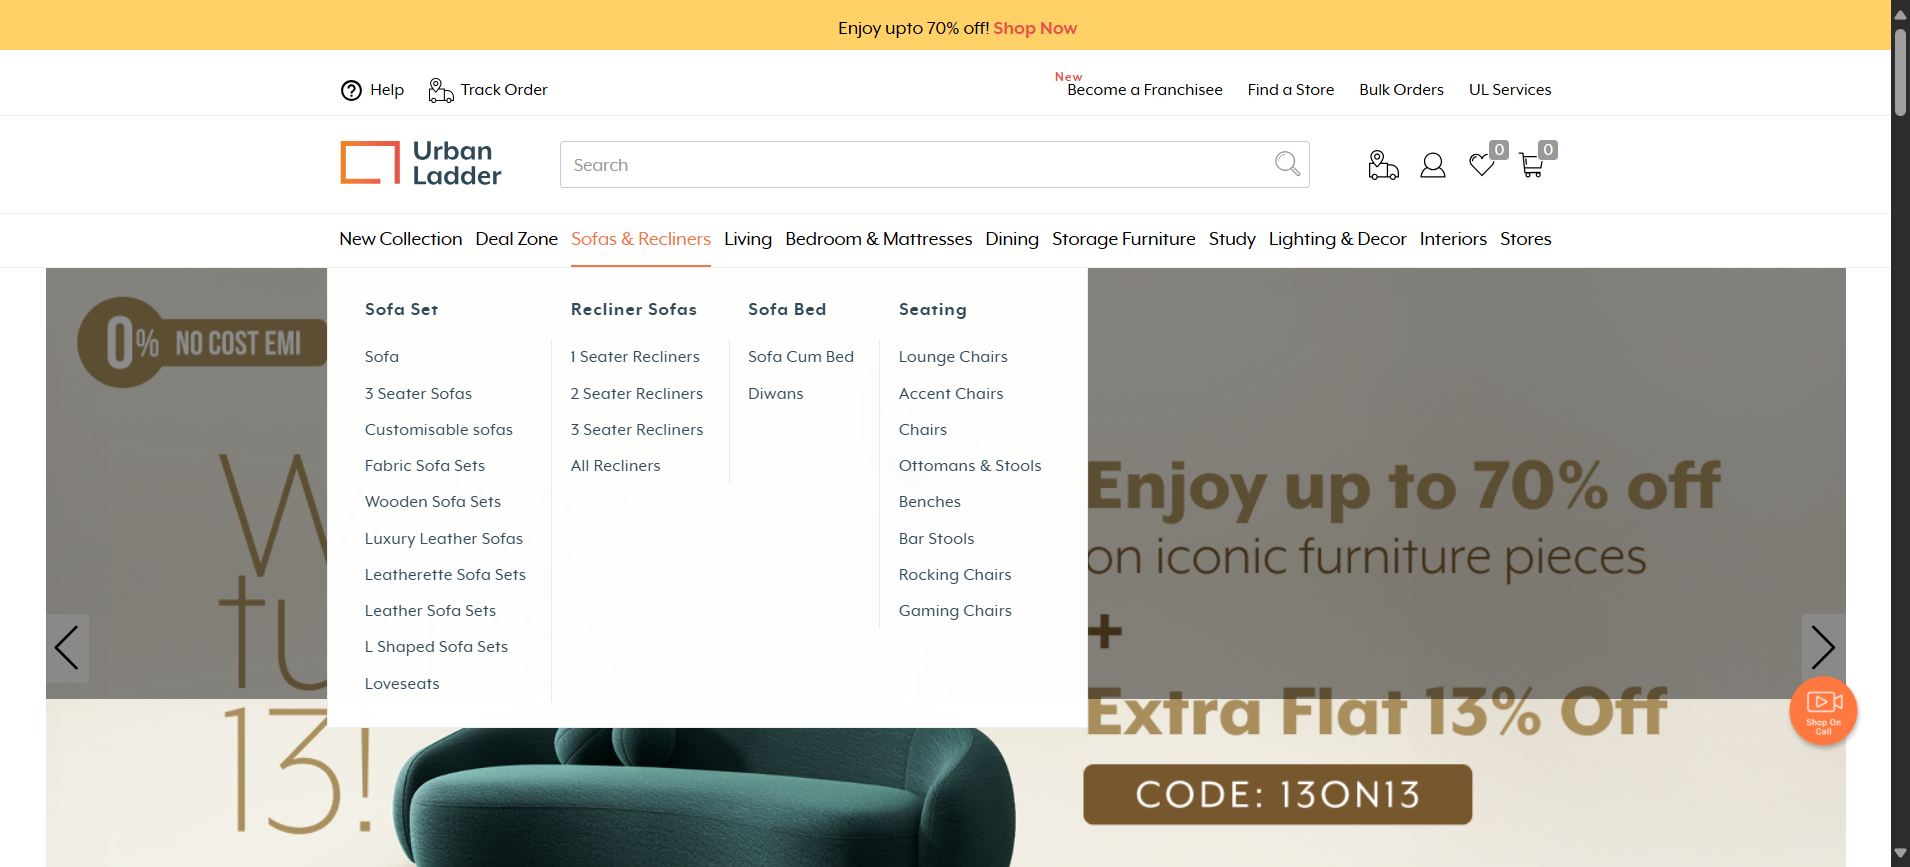 Enjoy upto 70% off! Shop Now
Help
Track Order
New
Become a Franchisee
Find a Store
Bulk Orders
UL Services
Urban
Ladder
Search
0
0
New Collection
Deal Zone
Sofas & Recliners
Living
Bedroom & Mattresses
Dining
Storage Furniture
Study
Lighting & Decor
Interiors
Stores
Sofa Set
Sofa
3 Seater Sofas
Customisable sofas
Fabric Sofa Sets
Wooden Sofa Sets
Luxury Leather Sofas
Leatherette Sofa Sets
Leather Sofa Sets
L Shaped Sofa Sets
Loveseats
Recliner Sofas
1 Seater Recliners
2 Seater Recliners
3 Seater Recliners
All Recliners
Sofa Bed
Sofa Cum Bed
Diwans
Seating
Lounge Chairs
Accent Chairs
Chairs
Ottomans & Stools
Benches
Bar Stools
Rocking Chairs
Gaming Chairs
0% NO COST EMI
13!
Enjoy up to 70% off
on iconic furniture pieces
+
Extra Flat 13% Off
CODE: 13ON13
Shop On
Call